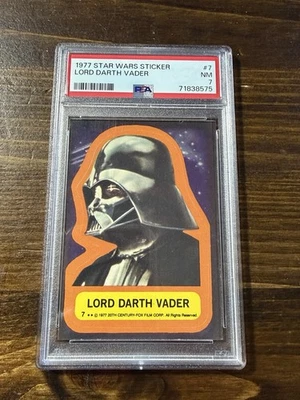 1977 STAR WARS STICKER #7
LORD DARTH VADER NM
7
PSA 71838575
LORD DARTH VADER
7 ★★ © 1977 20TH CENTURY FOX FILM CORP. All Rights Reserved